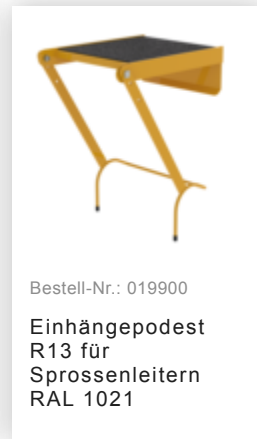 Bestell-Nr.: 019900
Einhängepodest
R13 für
Sprossenleitern
RAL 1021